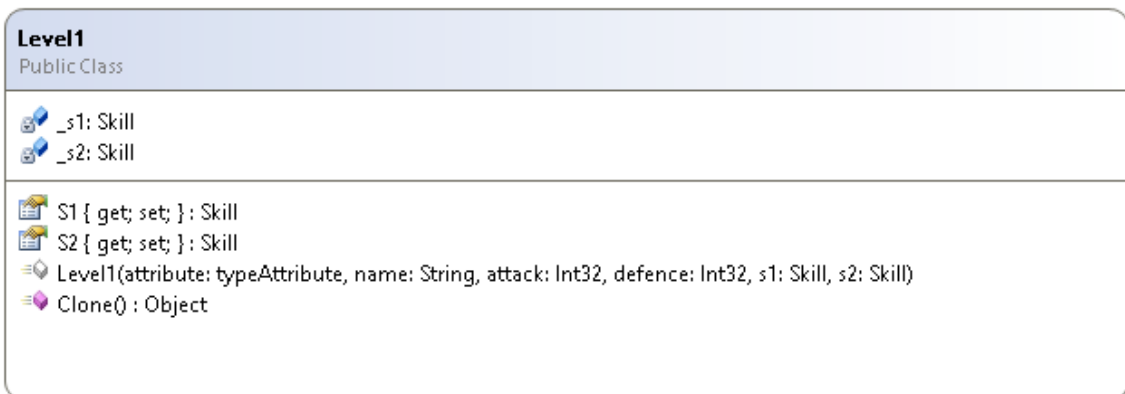 Level1
Public Class
_s1: Skill
_s2: Skill
S1 { get; set; } : Skill
S2 { get; set; } : Skill
Level1(attribute: typeAttribute, name: String, attack: Int32, defence: Int32, s1: Skill, s2: Skill)
Clone() : Object